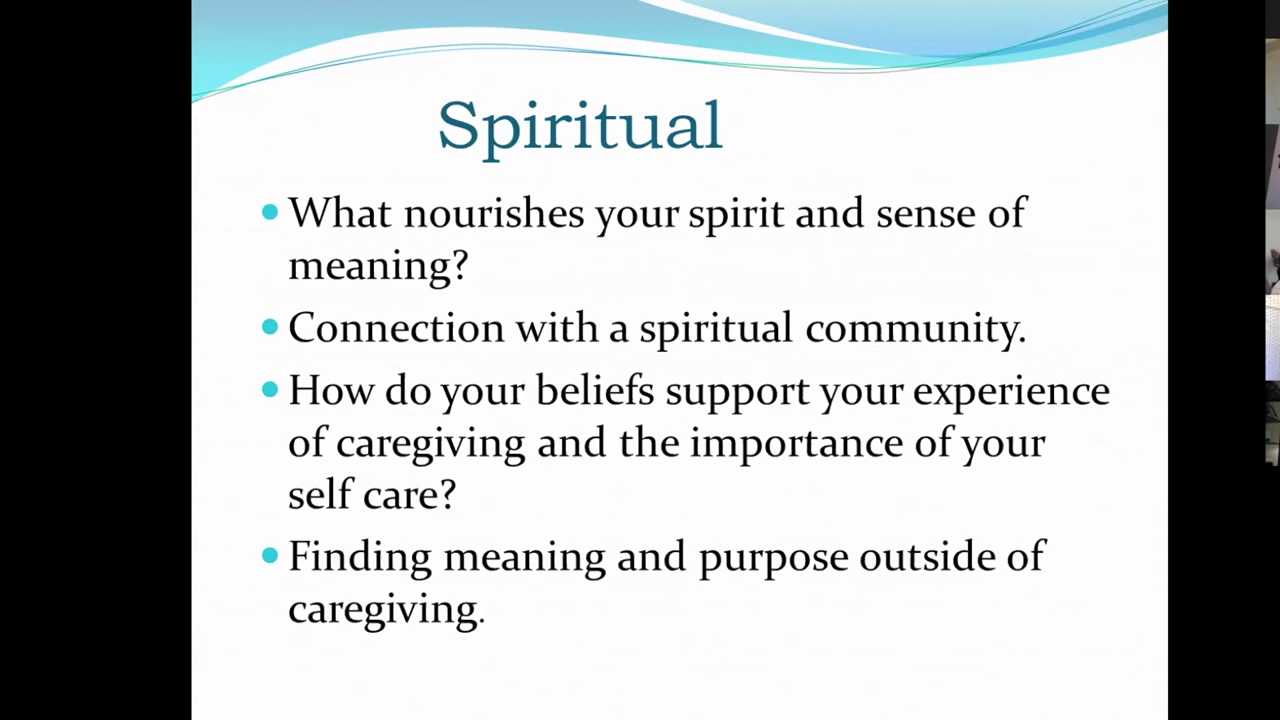 Spiritual
What nourishes your spirit and sense of
meaning?
Connection with a spiritual community.
How do your beliefs support your experience
of caregiving and the importance of your
self care?
Finding meaning and purpose outside of
caregiving.